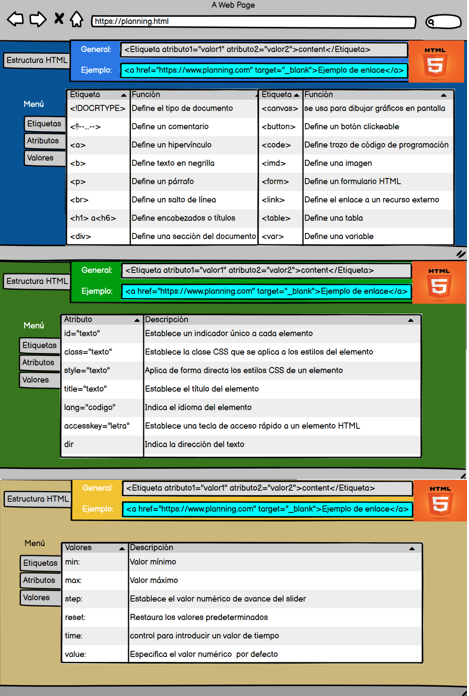 A Web Page
https://planning.html
General: <Etiqueta atributo1="valor1" atributo2="valor2">content</Etiqueta>
HTML
5
Estructura HTML
Ejemplo: <a href="https://www.planning.com" target="_blank">Ejemplo de enlace</a>
Menú
Etiquetas
Atributos
Valores
Etiqueta Función Etiqueta Función
<!DOCRTYPE> Define el tipo de documento <canvas> se usa para dibujar gráficos en pantalla
<!!--...--> Define un comentario <button> Define un botón clickeable
<a> Define un hipervínculo <code> Define trozo de código de programación
<b> Define texto en negrilla <imd> Define una imagen
<p> Define un párrafo <form> Define un formulario HTML
<br> Define un salto de línea <link> Define el enlace a un recurso externo
<h1> a<h6> Define encabezados o títulos <table> Define una tabla
<div> Define una sección del documento <var> Define una variable
General: <Etiqueta atributo1="valor1" atributo2="valor2">content</Etiqueta>
HTML
5
Estructura HTML
Ejemplo: <a href="https://www.planning.com" target="_blank">Ejemplo de enlace</a>
Menú
Etiquetas
Atributos
Valores
Atributo Descripción
id="texto" Establece un indicador único a cada elemento
class="texto" Establece la clase CSS que se aplica a los estilos del elemento
style="texto" Aplica de forma directa los estilos CSS de un elemento
title="texto" Establece el título del elemento
lang="codigo" Indica el idioma del elemento
accesskey="letra" Establece una tecla de acceso rápido a un elemento HTML
dir Indica la dirección del texto
General: <Etiqueta atributo1="valor1" atributo2="valor2">content</Etiqueta>
HTML
5
Estructura HTML
Ejemplo: <a href="https://www.planning.com" target="_blank">Ejemplo de enlace</a>
Menú
Etiquetas
Atributos
Valores
Valores Descripción
min: Valor mínimo
max: Valor máximo
step: Establece el valor numérico de avance del slider
reset: Restaura los valores predeterminados
time: control para introducir un valor de tiempo
value: Especifica el valor numérico por defecto